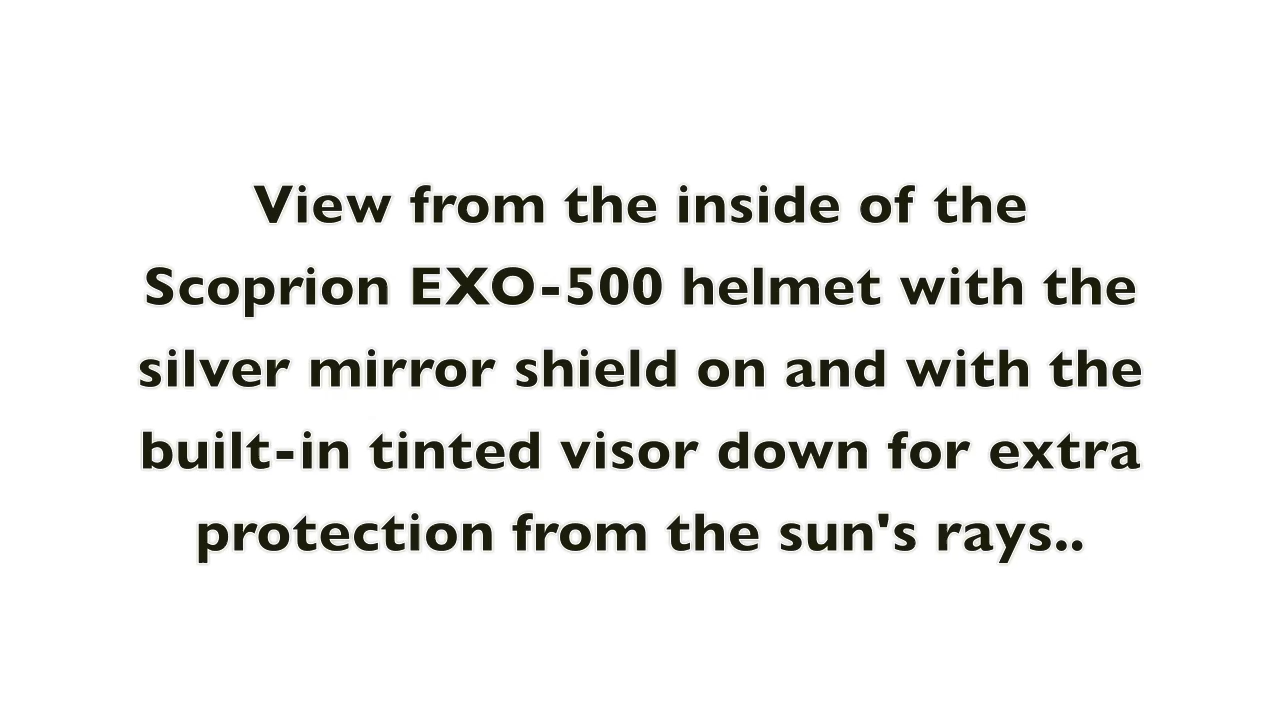 View from the inside of the
Scoprion EXO-500 helmet with the
silver mirror shield on and with the
built-in tinted visor down for extra
protection from the sun's rays..